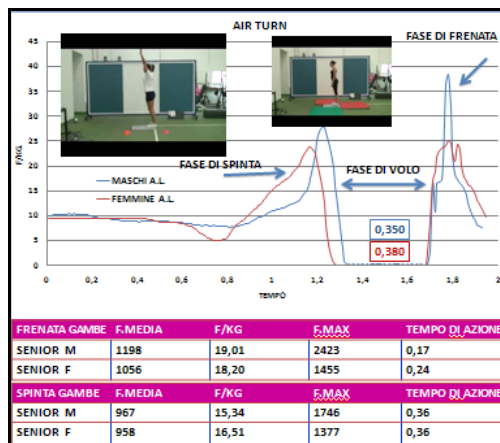 AIR TURN
FASE DI FRENATA
45
40
35
30
25
20
15
10
5
0
F/KG
FASE DI SPINTA
FASE DI VOLO
MASCHI A.L.
FEMMINE A.L.
0,350
0,380
0 0,2 0,4 0,6 0,8 1 1,2 1,4 1,6 1,8 2
TEMPO
FRENATA GAMBE F.MEDIA F/KG F.MAX TEMPO DI AZIONE
SENIOR M 1198 19,01 2423 0,17
SENIOR F 1056 18,20 1455 0,24
SPINTA GAMBE F.MEDIA F/KG F.MAX TEMPO DI AZIONE
SENIOR M 967 15,34 1746 0,36
SENIOR F 958 16,51 1377 0,36